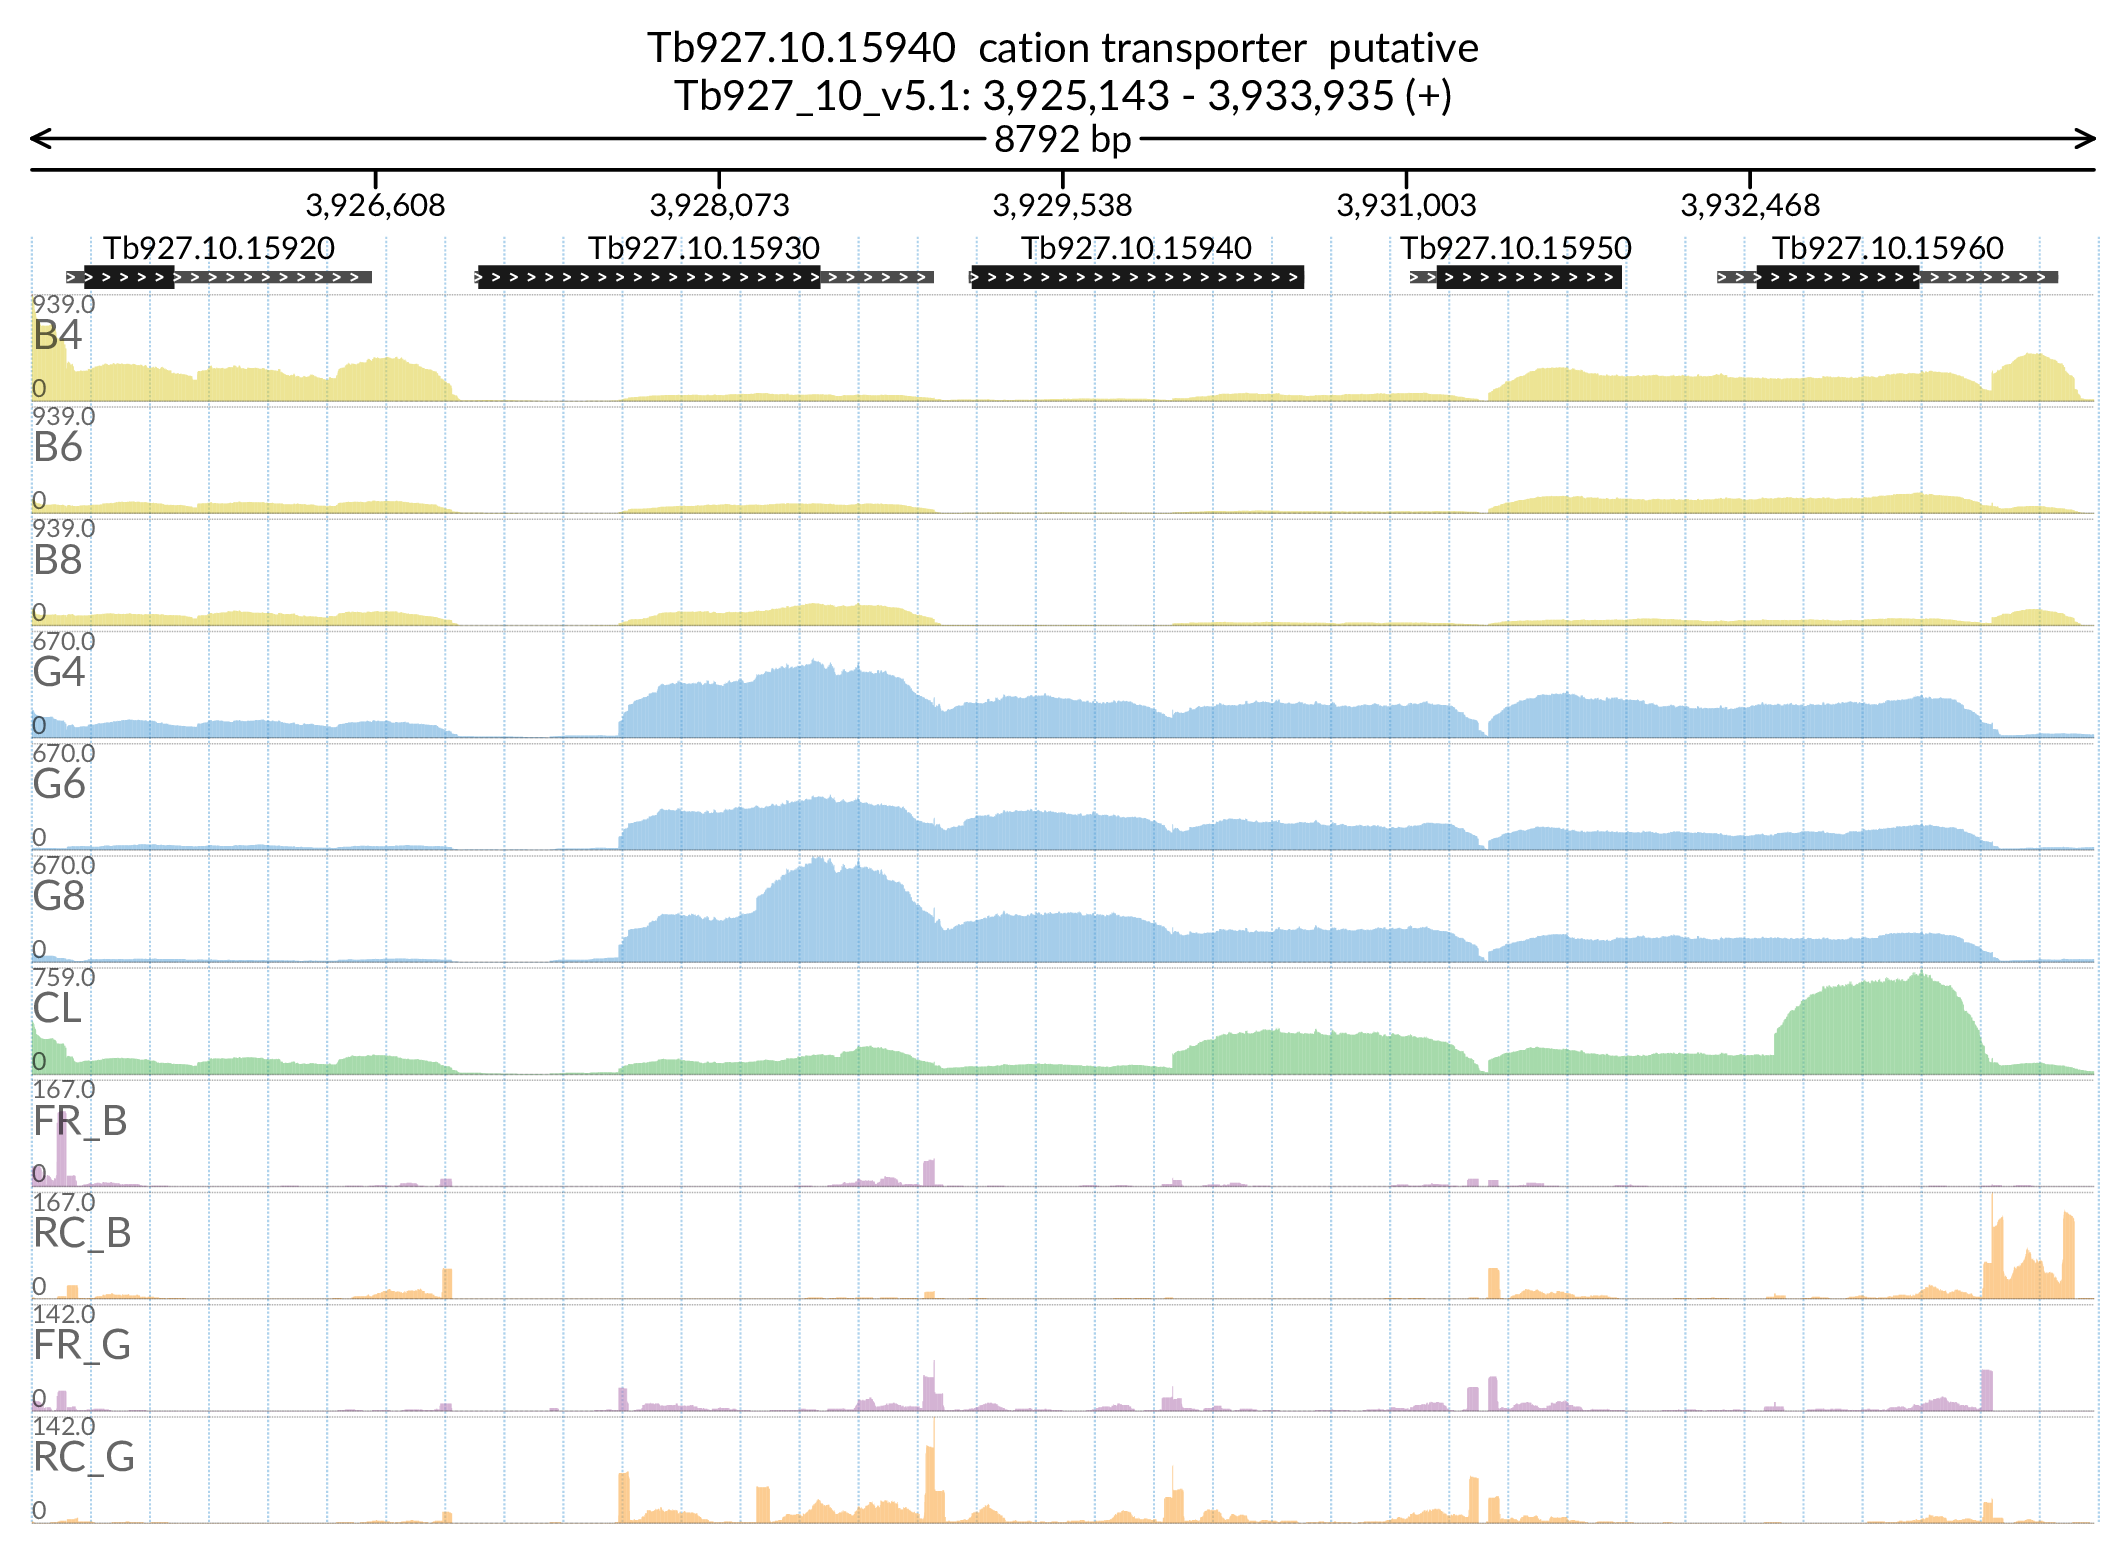 Tb927.10.15940  cation transporter  putative
Tb927_10_v5.1: 3,925,143 - 3,933,935 (+)
8792 bp
3,926,608 3,928,073 3,929,538 3,931,003 3,932,468
Tb927.10.15920 Tb927.10.15930 Tb927.10.15940 Tb927.10.15950 Tb927.10.15960
939.0
B4
0
939.0
B6
0
939.0
B8
0
670.0
G4
0
670.0
G6
0
670.0
G8
0
759.0
CL
0
167.0
FR_B
0
167.0
RC_B
0
142.0
FR_G
0
142.0
RC_G
0